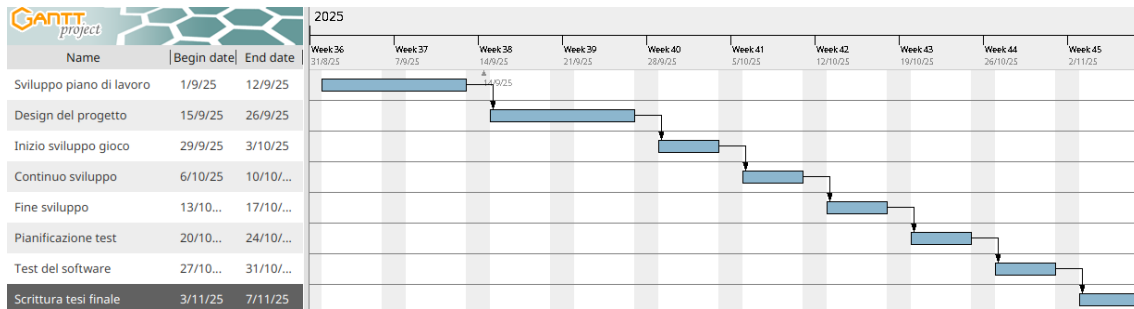 GANTT
project
2025
Name Begin date End date
Week 36 Week 37 Week 38 Week 39 Week 40 Week 41 Week 42 Week 43 Week 44 Week 45
31/8/25 7/9/25 14/9/25 21/9/25 28/9/25 5/10/25 12/10/25 19/10/25 26/10/25 2/11/25
14/9/25
Sviluppo piano di lavoro 1/9/25 12/9/25
Design del progetto 15/9/25 26/9/25
Inizio sviluppo gioco 29/9/25 3/10/25
Continuo sviluppo 6/10/25 10/10/...
Fine sviluppo 13/10... 17/10/...
Pianificazione test 20/10... 24/10/...
Test del software 27/10... 31/10/...
Scrittura tesi finale 3/11/25 7/11/25